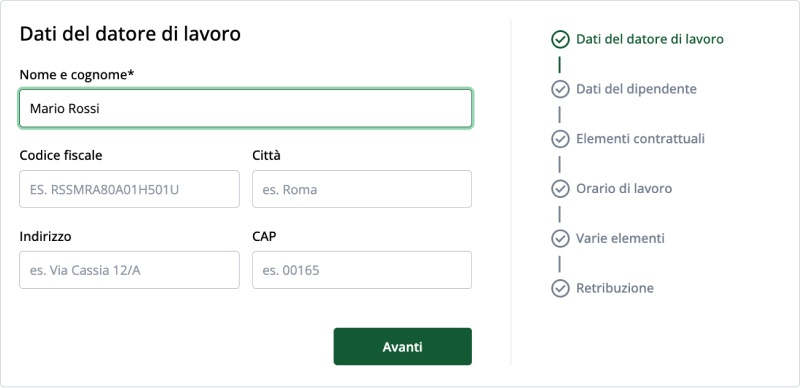 Dati del datore di lavoro
Nome e cognome*
Mario Rossi
Codice fiscale
Città
ES. RSSMRA80A01H501U
es. Roma
Indirizzo
CAP
es. Via Cassia 12/A
es. 00165
Avanti
Dati del datore di lavoro
Dati del dipendente
Elementi contrattuali
Orario di lavoro
Varie elementi
Retribuzione